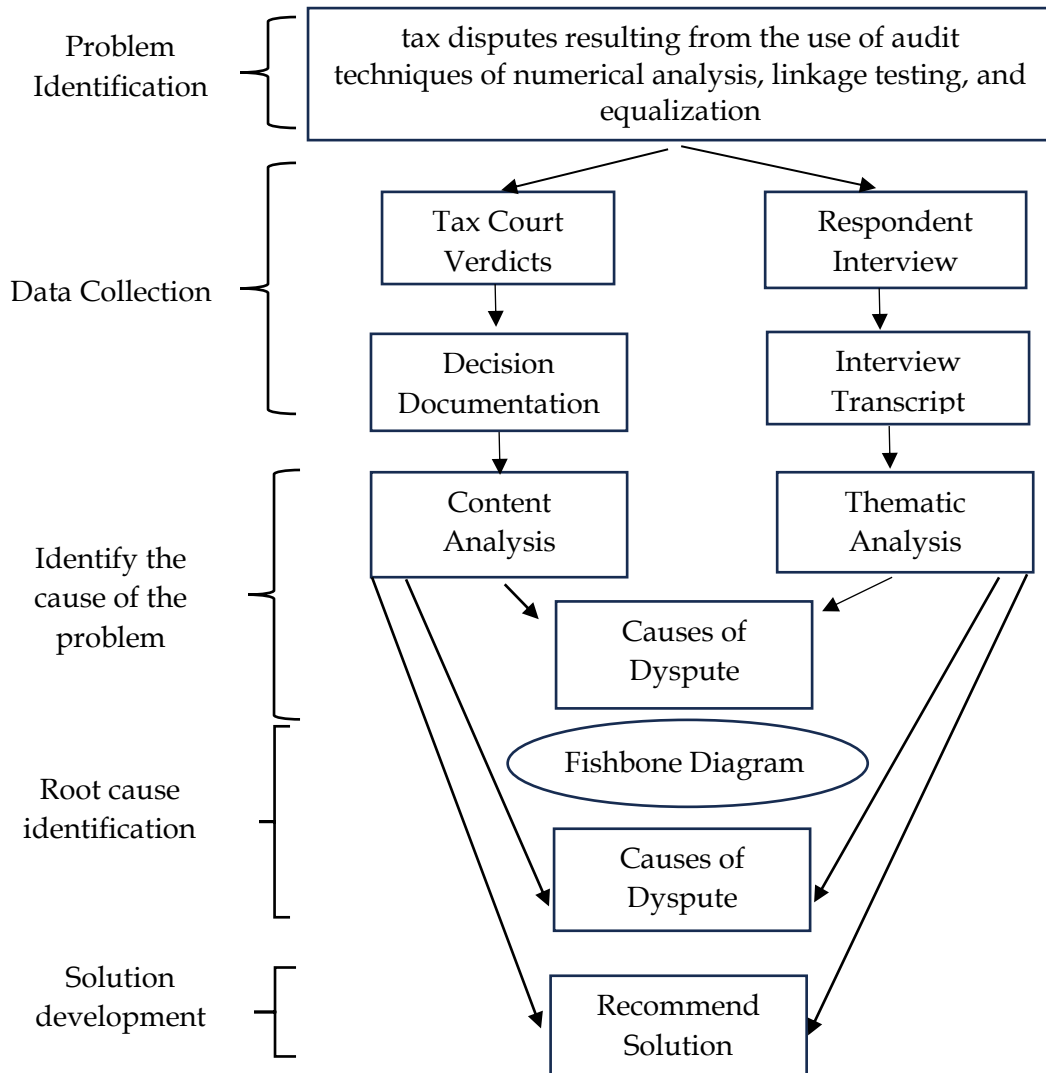 Problem
Identification
tax disputes resulting from the use of audit
techniques of numerical analysis, linkage testing, and
equalization
Data Collection
Tax Court
Verdicts
Respondent
Interview
Decision
Documentation
Interview
Transcript
Identify the
cause of the
problem
Content
Analysis
Thematic
Analysis
Causes of
Dyspute
Root cause
identification
Fishbone Diagram
Causes of
Dyspute
Solution
development
Recommend
Solution